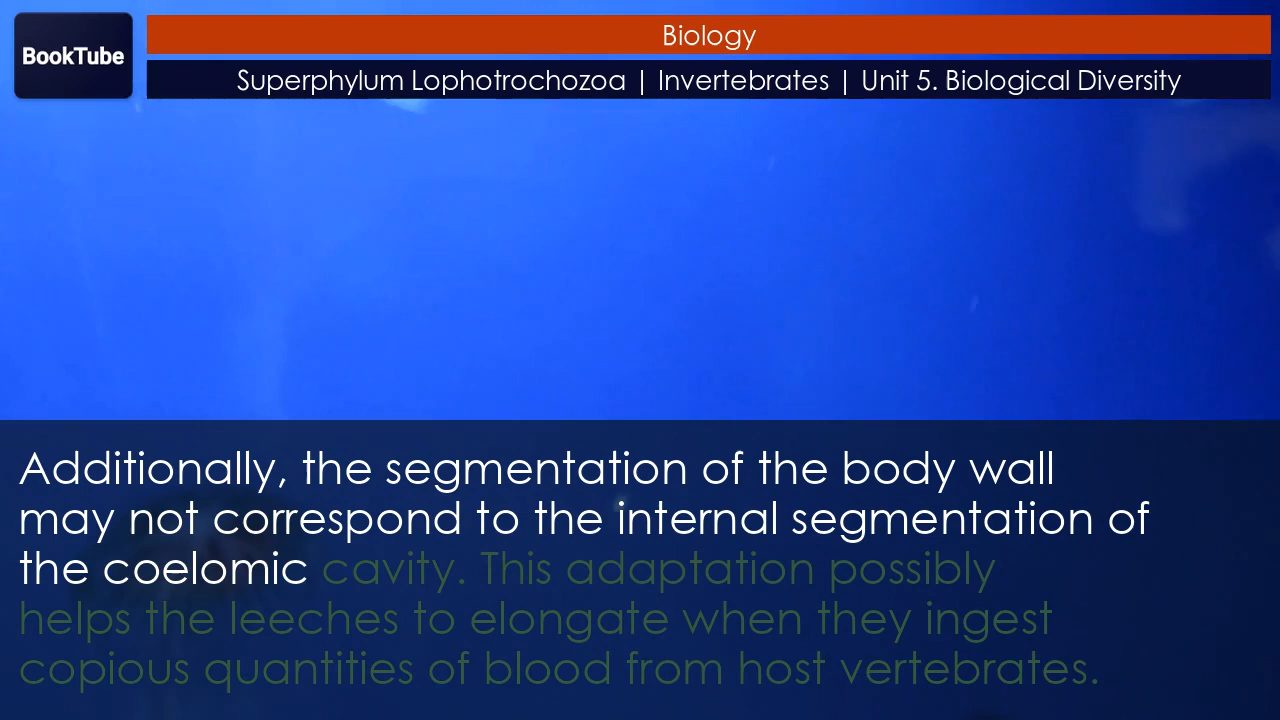 BookTube
Biology
Superphylum Lophotrochozoa | Invertebrates | Unit 5. Biological Diversity
Additionally, the segmentation of the body wall
may not correspond to the internal segmentation of
the coelomic cavity. This adaptation possibly
helps the leeches to elongate when they ingest
copious quantities of blood from host vertebrates.